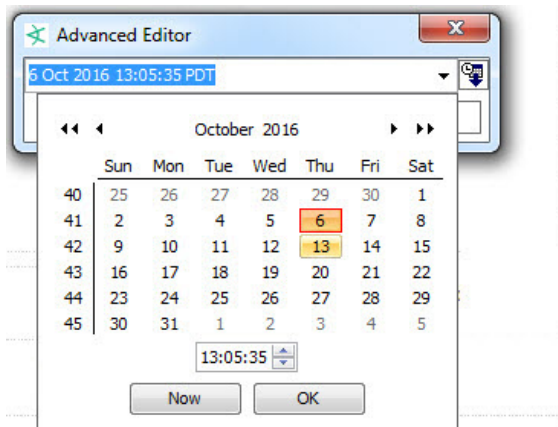 Advanced Editor
6 Oct 2016 13:05:35 PDT
October 2016
Sun Mon Tue Wed Thu Fri Sat
40 25 26 27 28 29 30 1
41 2 3 4 5 6 7 8
42 9 10 11 12 13 14 15
43 16 17 18 19 20 21 22
44 23 24 25 26 27 28 29
45 30 31 1 2 3 4 5
13:05:35
Now OK